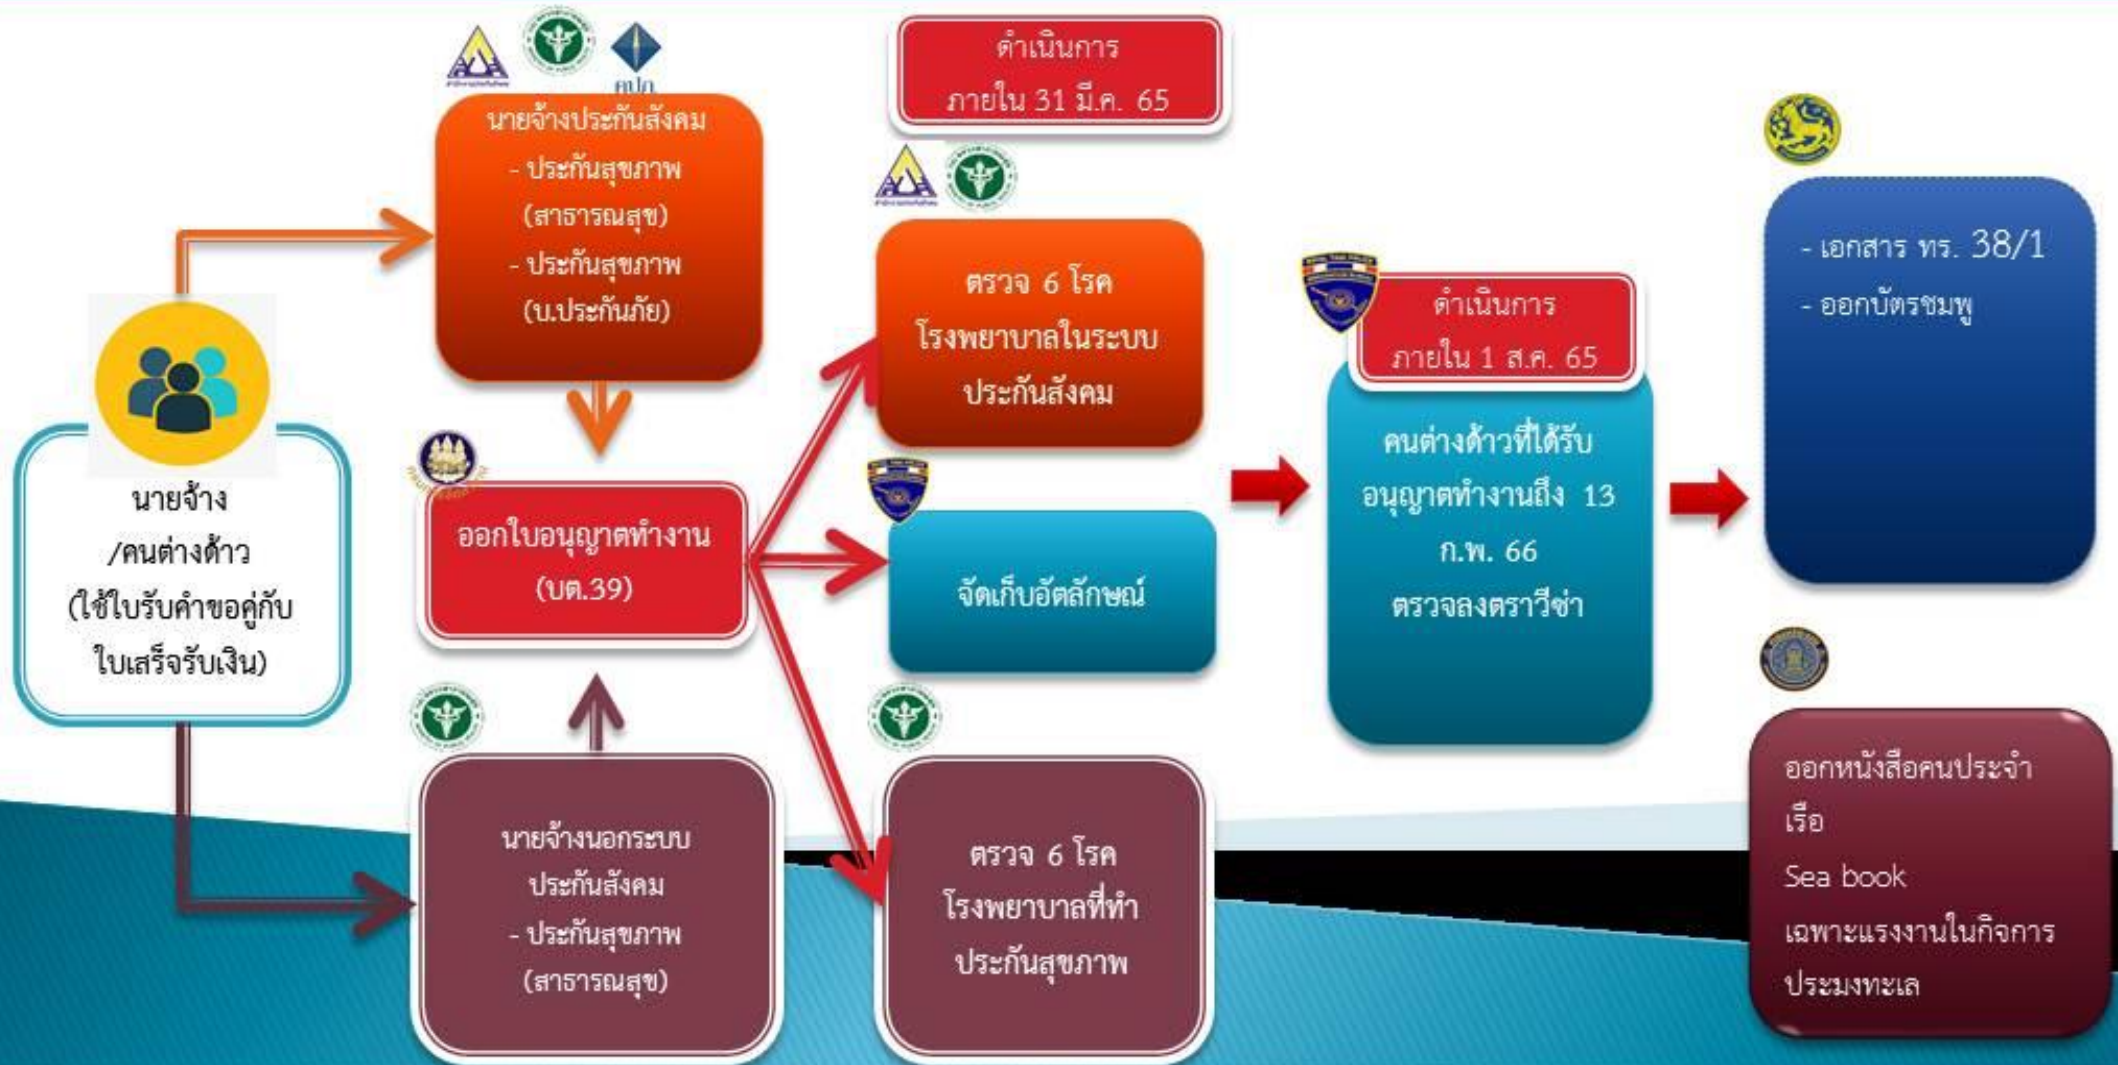 คปภ.
นายจ้างประกันสังคม
- ประกันสุขภาพ
(สาธารณสุข)
- ประกันสุขภาพ
(บ.ประกันภัย)
ดำเนินการ
ภายใน 31 มี.ค. 65
นายจ้าง
/คนต่างด้าว
(ใช้ใบรับคำขอคู่กับ
ใบเสร็จรับเงิน)
ออกใบอนุญาตทำงาน
(บต.39)
นายจ้างนอกระบบ
ประกันสังคม
- ประกันสุขภาพ
(สาธารณสุข)
ตรวจ 6 โรค
โรงพยาบาลในระบบ
ประกันสังคม
จัดเก็บอัตลักษณ์
ตรวจ 6 โรค
โรงพยาบาลที่ทำ
ประกันสุขภาพ
ดำเนินการ
ภายใน 1 ส.ค. 65
คนต่างด้าวที่ได้รับ
อนุญาตทำงานถึง 13
ก.พ. 66
ตรวจลงตราวีซ่า
- เอกสาร ทร. 38/1
- ออกบัตรชมพู
ออกหนังสือคนประจำ
เรือ
Sea book
เฉพาะแรงงานในกิจการ
ประมงทะเล